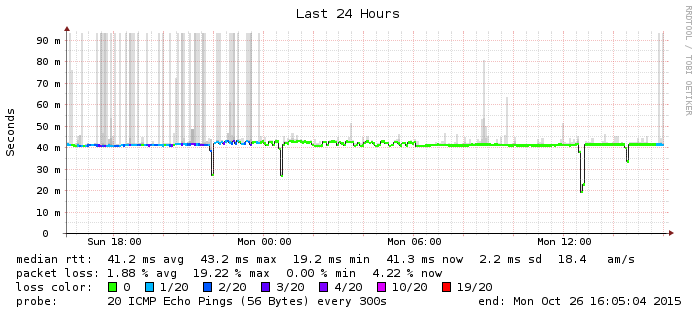 Last 24 Hours
RRDTOOL / TOBI OETIKER
Seconds
90 m
80 m
70 m
60 m
50 m
40 m
30 m
20 m
10 m
0
Sun 18:00 Mon 00:00 Mon 06:00 Mon 12:00
median rtt: 41.2 ms avg 43.2 ms max 19.2 ms min 41.3 ms now 2.2 ms sd 18.4 am/s
packet loss: 1.88 % avg 19.22 % max 0.00 % min 4.22 % now
loss color: 0 1/20 2/20 3/20 4/20 10/20 19/20
probe: 20 ICMP Echo Pings (56 Bytes) every 300s end: Mon Oct 26 16:05:04 2015